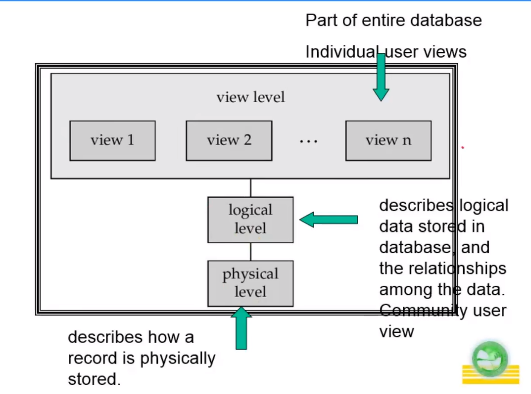 Part of entire database
Individual user views
view level
view 1
view 2
...
view n
logical
level
describes logical
data stored in
database, and
the relationships
among the data.
Community user
view
physical
level
describes how a
record is physically
stored.